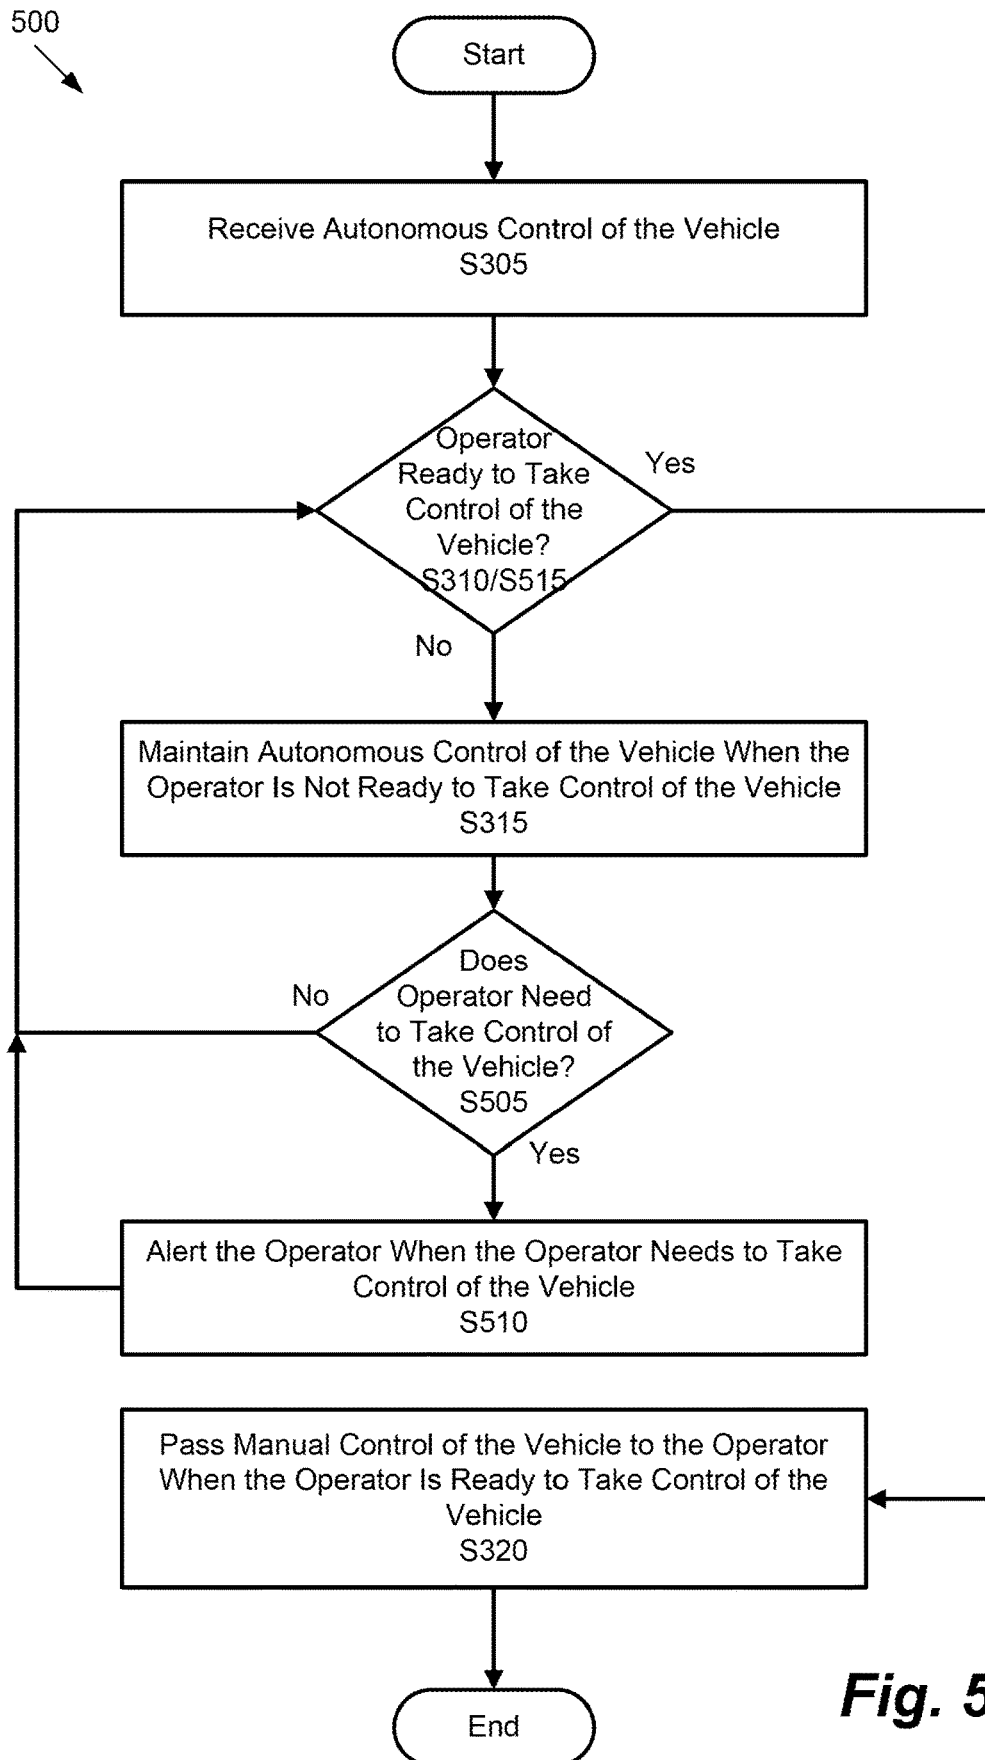 500
Start
Receive Autonomous Control of the Vehicle
S305
Operator
Ready to Take
Control of the
Vehicle?
S310/S515
Yes
No
Maintain Autonomous Control of the Vehicle When the
Operator Is Not Ready to Take Control of the Vehicle
S315
Does
Operator Need
to Take Control of
the Vehicle?
S505
No
Yes
Alert the Operator When the Operator Needs to Take
Control of the Vehicle
S510
Pass Manual Control of the Vehicle to the Operator
When the Operator Is Ready to Take Control of the
Vehicle
S320
End
Fig. 5